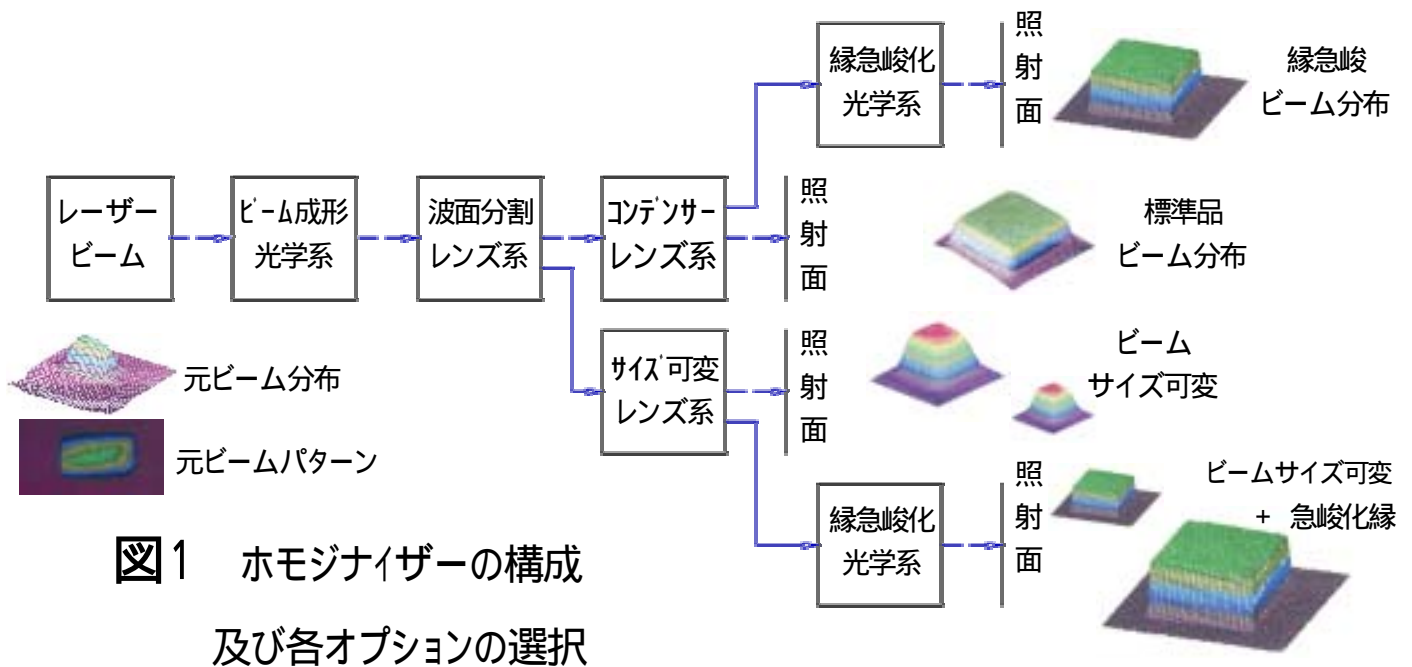 レーザー
ビーム
ビーム成形
光学系
波面分割
レンズ系
コンデンサー
レンズ系
照
射
面
標準品
ビーム分布
縁急峻化
光学系
照
射
面
縁急峻
ビーム分布
サイズ可変
レンズ系
照
射
面
ビーム
サイズ可変
縁急峻化
光学系
照
射
面
ビームサイズ可変
+ 急峻化縁
元ビーム分布
元ビームパターン
図1 ホモジナイザーの構成
及び各オプションの選択